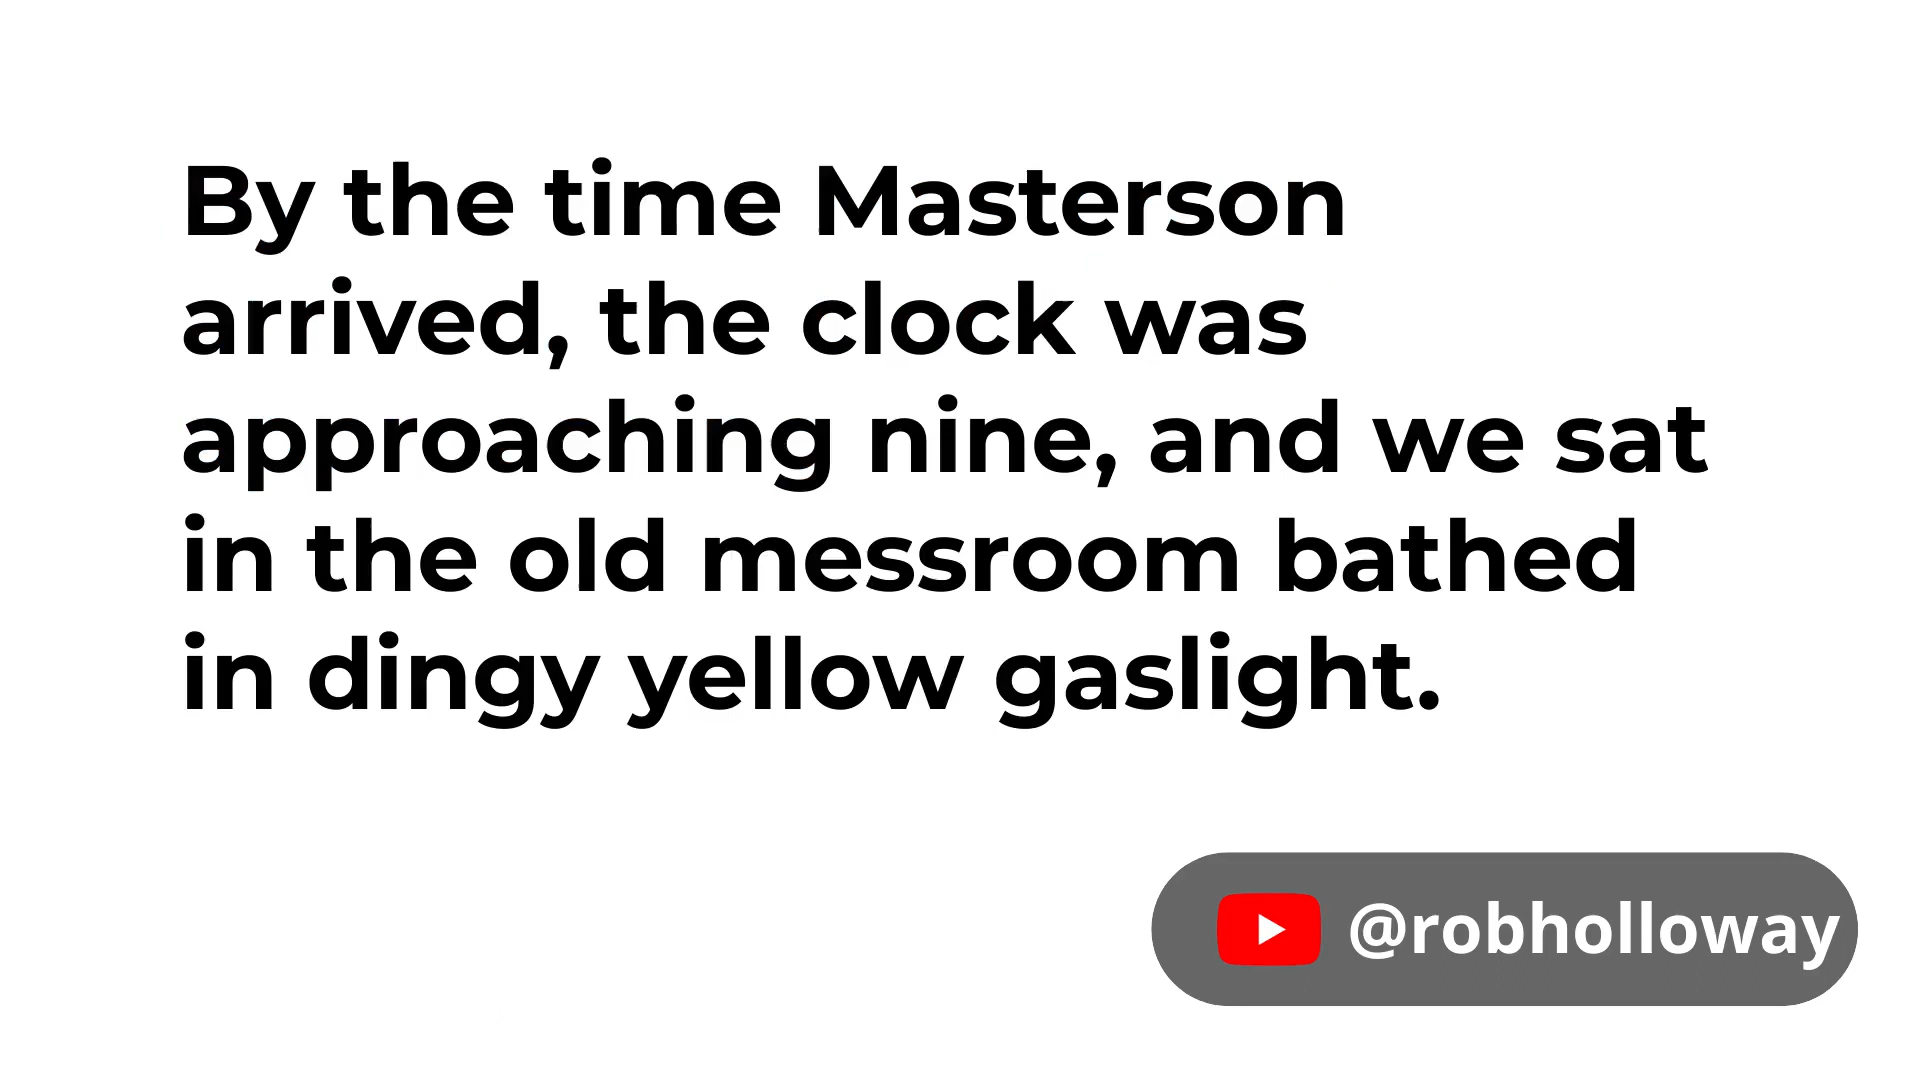 By the time Masterson
arrived, the clock was
approaching nine, and we sat
in the old messroom bathed
in dingy yellow gaslight.
@robholloway